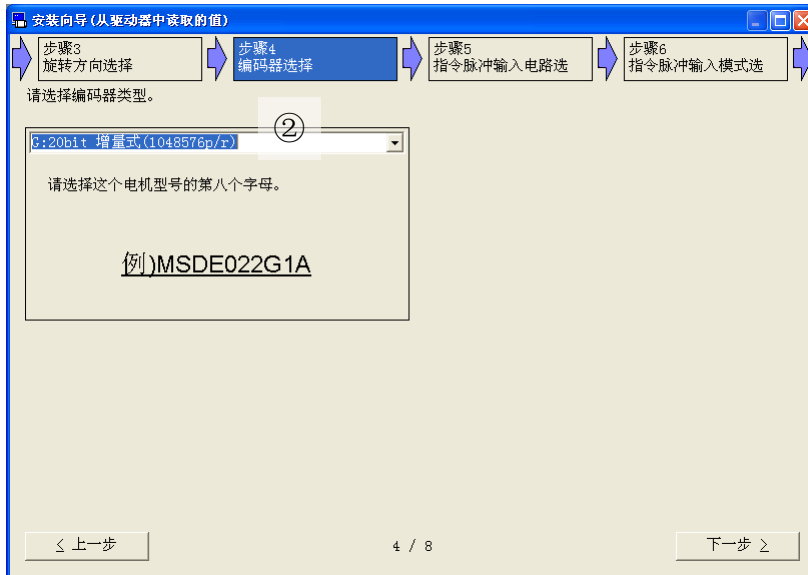 安装向导(从驱动器中读取的值)
步骤3
旋转方向选择
步骤4
编码器选择
步骤5
指令脉冲输入电路选
步骤6
指令脉冲输入模式选
请选择编码器类型。
②
G:20bit 增量式(1048576p/r)
请选择这个电机型号的第八个字母。
例)MSDE022G1A
< 上一步
4 / 8
下一步 >